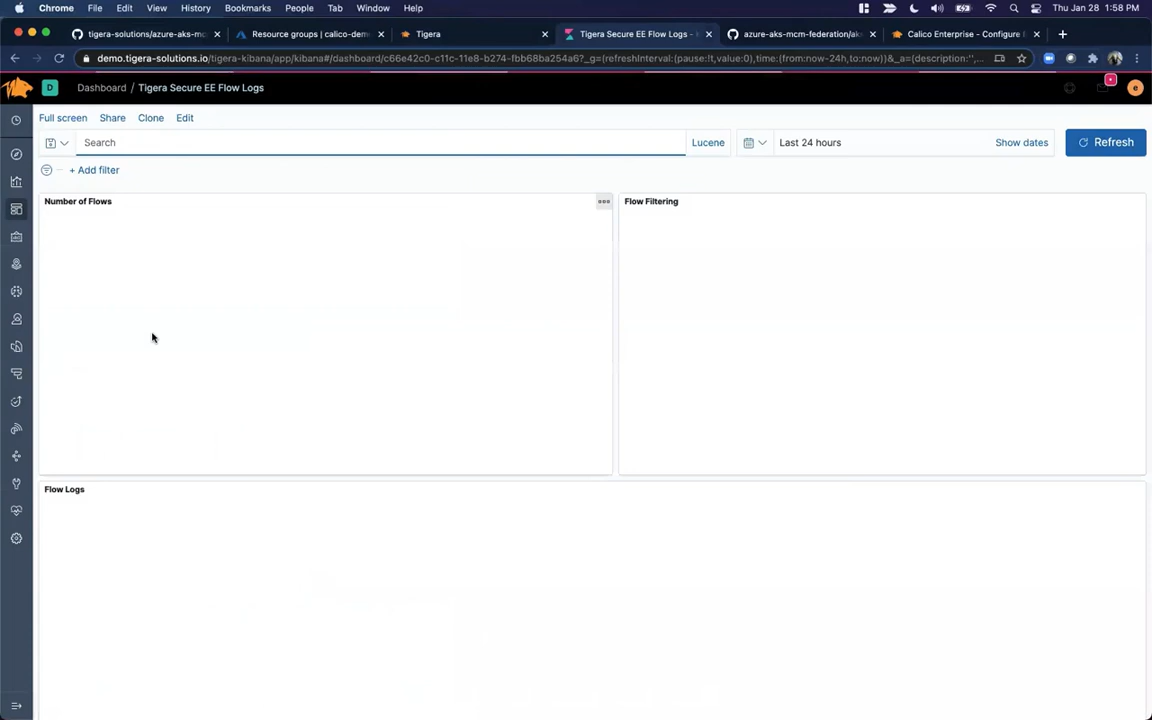 Chrome File Edit View History Bookmarks People Tab Window Help Thu Jan 28 1:58 PM
tigera-solutions/azure-aks-mc
Resource groups | calico-dem
Tigera
Tigera Secure EE Flow Logs -
azure-aks-mcm-federation/ak
Calico Enterprise - Configure
demo.tigera-solutions.io/tigera-kibana/app/kibana#/dashboard/c66e42c0-c11c-11e8-b274-fbb68ba254a6?_g=(refreshInterval:(pause:!t,value:0),time:(from:now-24h,to:now))&_a=(description:'',...
D Dashboard / Tigera Secure EE Flow Logs e
Full screen Share Clone Edit
Search Lucene Last 24 hours Show dates Refresh
+ Add filter
Number of Flows
Flow Filtering
Flow Logs